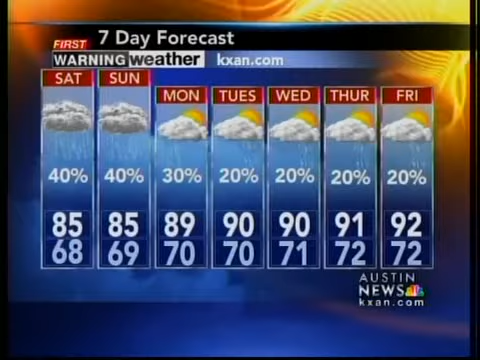 7 Day Forecast
FIRST
WARNING weather kxan.com
SAT SUN MON TUES WED THUR FRI
40% 40% 30% 20% 20% 20% 20%
85 85 89 90 90 91 92
68 69 70 70 71 72 72
AUSTIN
NEWS
kxan.com